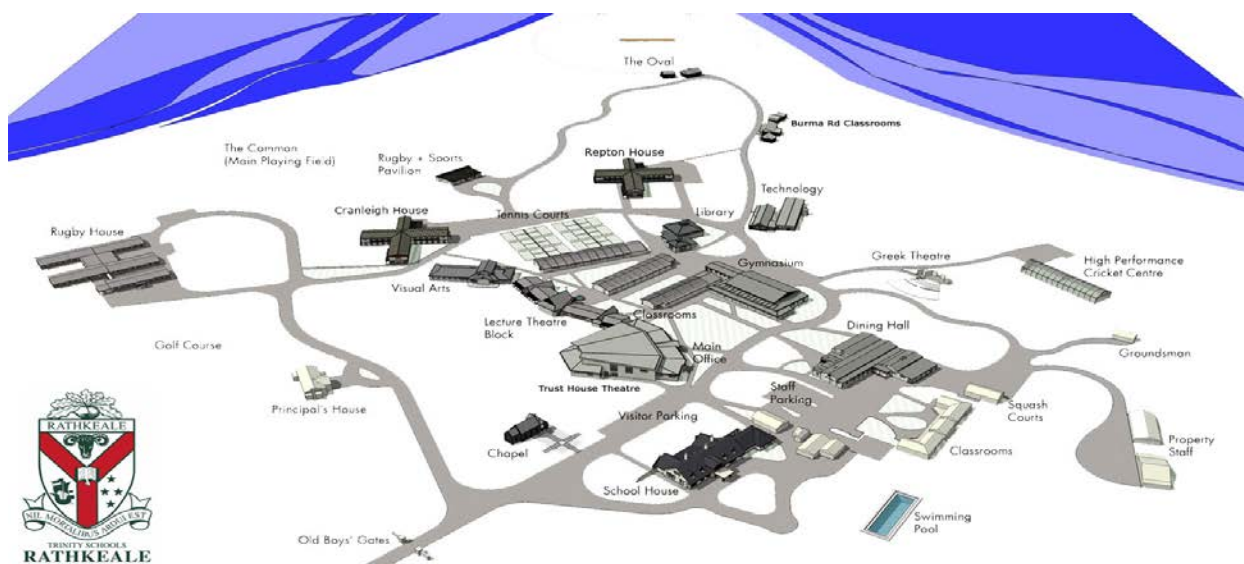 The Oval
Burma Rd Classrooms
The Common
(Main Playing Field)
Rugby + Sports
Pavilion
Repton House
Technology
Cranleigh House
Tennis Courts
Library
Rugby House
Greek Theatre
High Performance
Cricket Centre
Gymnasium
Visual Arts
Classrooms
Lecture Theatre
Block
Dining Hall
Golf Course
Main
Office
Groundsman
Trust House Theatre
Principal's House
Staff
Parking
Squash
Courts
Visitor Parking
Chapel
Classrooms
Property
Staff
School House
Swimming
Pool
Old Boys' Gates
RATHKEALE
NIL MORTALIBUS ARDUI EST
TRINITY SCHOOLS
RATHKEALE